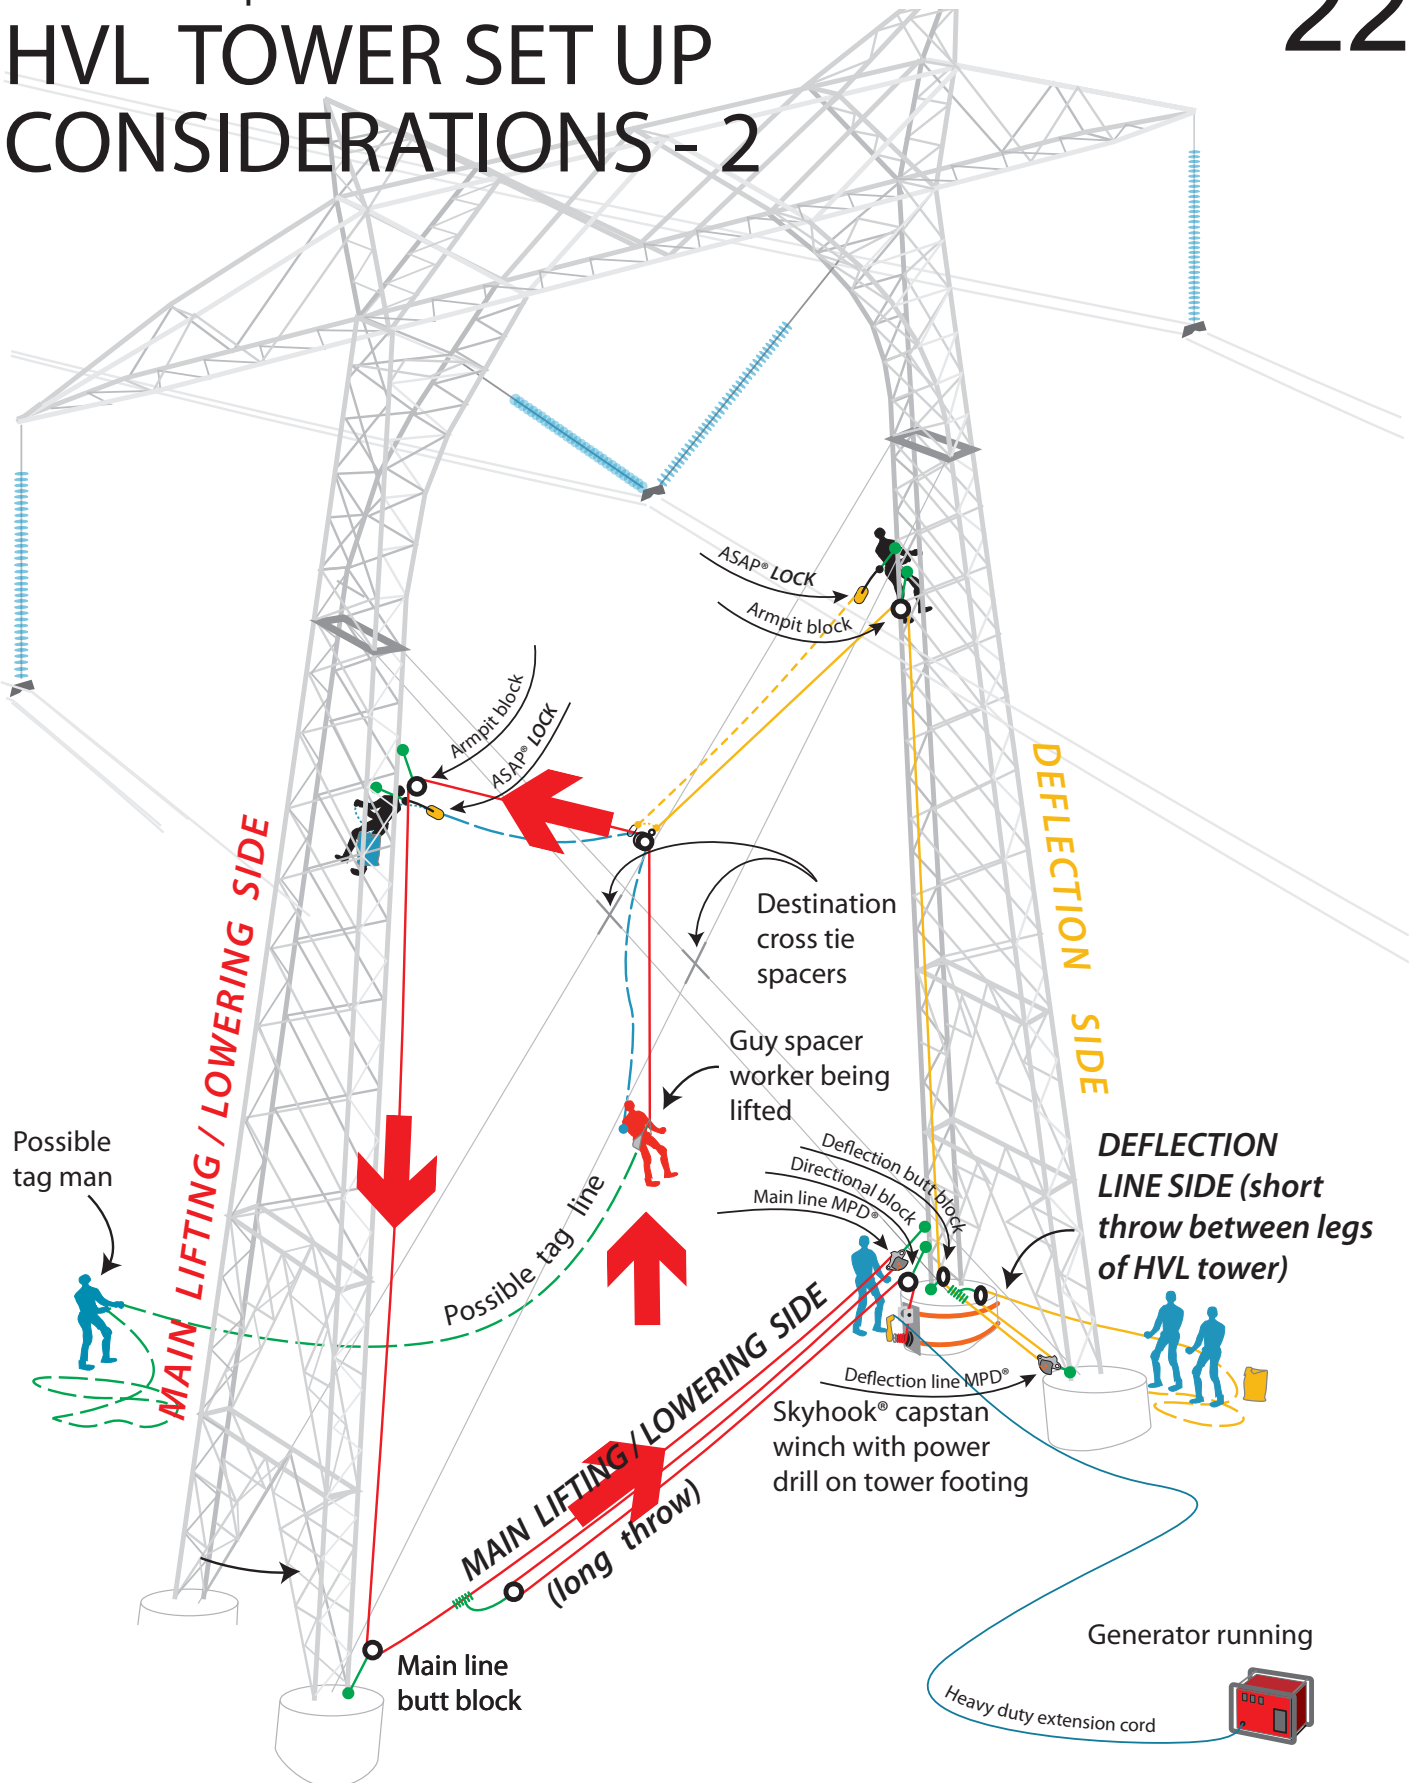 HVL TOWER SET UP
22
CONSIDERATIONS - 2
ASAP® LOCK
Armpit block
Armpit block
ASAP® LOCK
DEFLECTION SIDE
MAIN LIFTING / LOWERING SIDE
Destination
cross tie
spacers
Guy spacer
worker being
lifted
Possible
tag man
Possible tag line
Deflection butt block
Directional block
Main line MPD®
DEFLECTION
LINE SIDE (short
throw between legs
of HVL tower)
MAIN LIFTING / LOWERING SIDE
(long throw)
Deflection line MPD®
Skyhook® capstan
winch with power
drill on tower footing
Main line
butt block
Generator running
Heavy duty extension cord